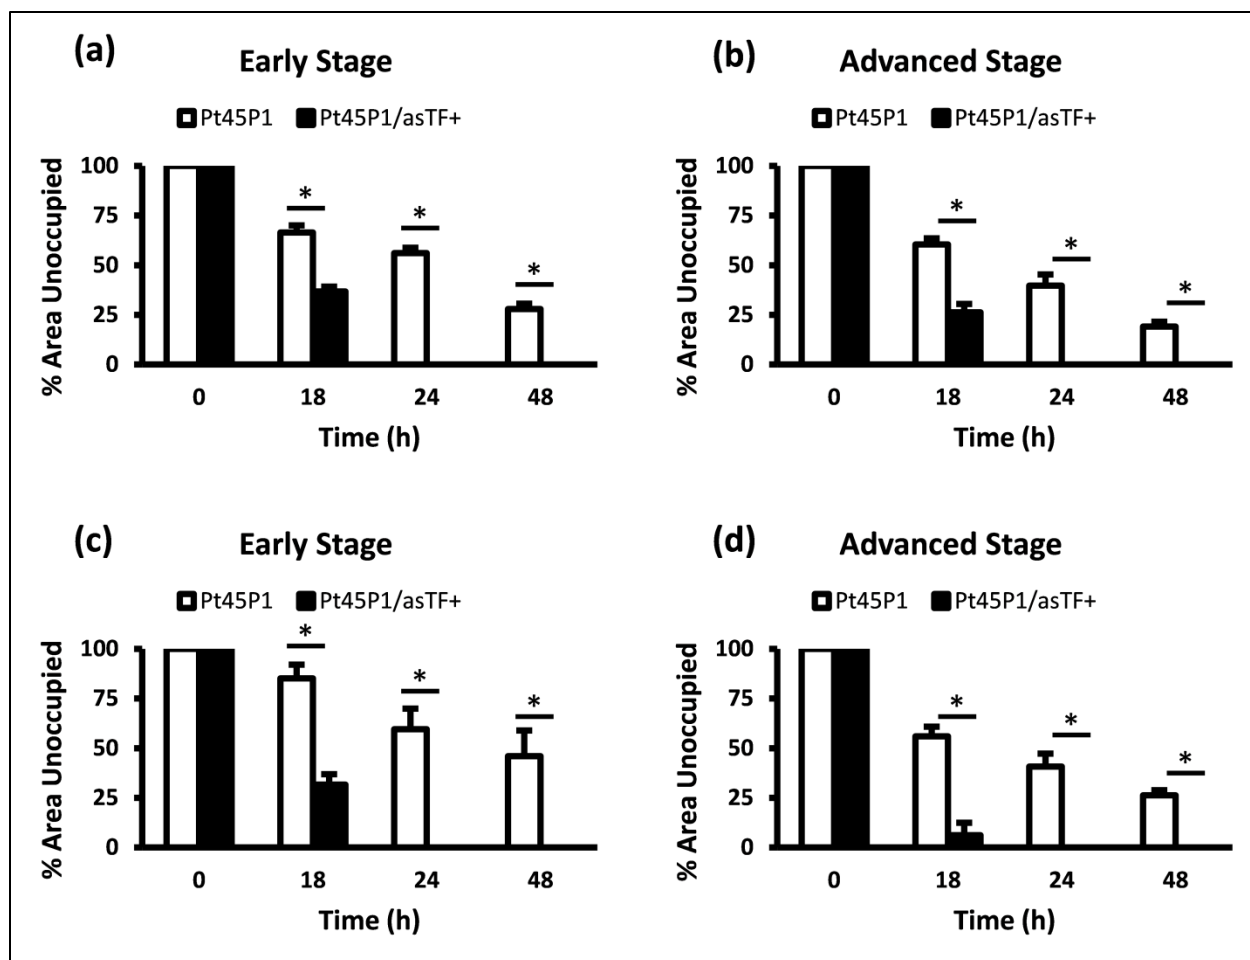 (a)
Early Stage
Pt45P1 Pt45P1/asTF+
% Area Unoccupied
100
75
50
25
0
* * *
0 18 24 48
Time (h)
(b)
Advanced Stage
Pt45P1 Pt45P1/asTF+
% Area Unoccupied
100
75
50
25
0
* * *
0 18 24 48
Time (h)
(c)
Early Stage
Pt45P1 Pt45P1/asTF+
% Area Unoccupied
100
75
50
25
0
* * *
0 18 24 48
Time (h)
(d)
Advanced Stage
Pt45P1 Pt45P1/asTF+
% Area Unoccupied
100
75
50
25
0
* * *
0 18 24 48
Time (h)